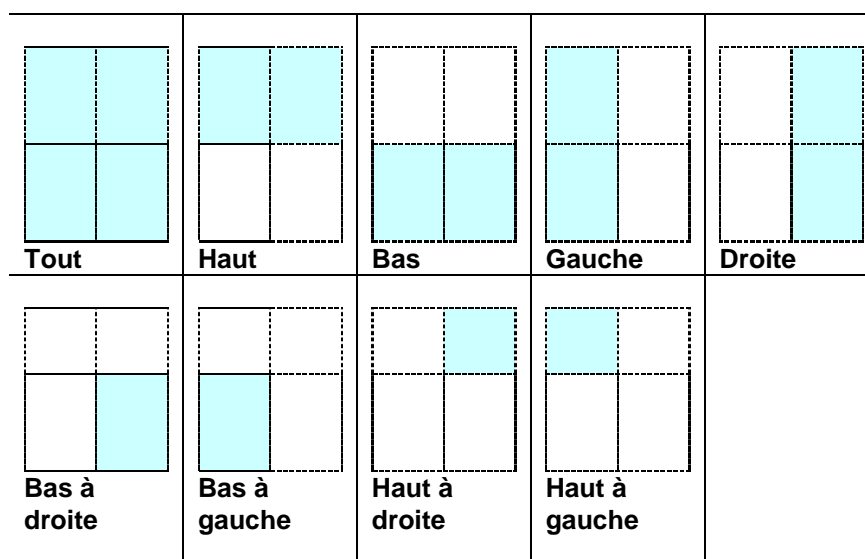 Tout
Haut
Bas
Gauche
Droite
Bas à
droite
Bas à
gauche
Haut à
droite
Haut à
gauche